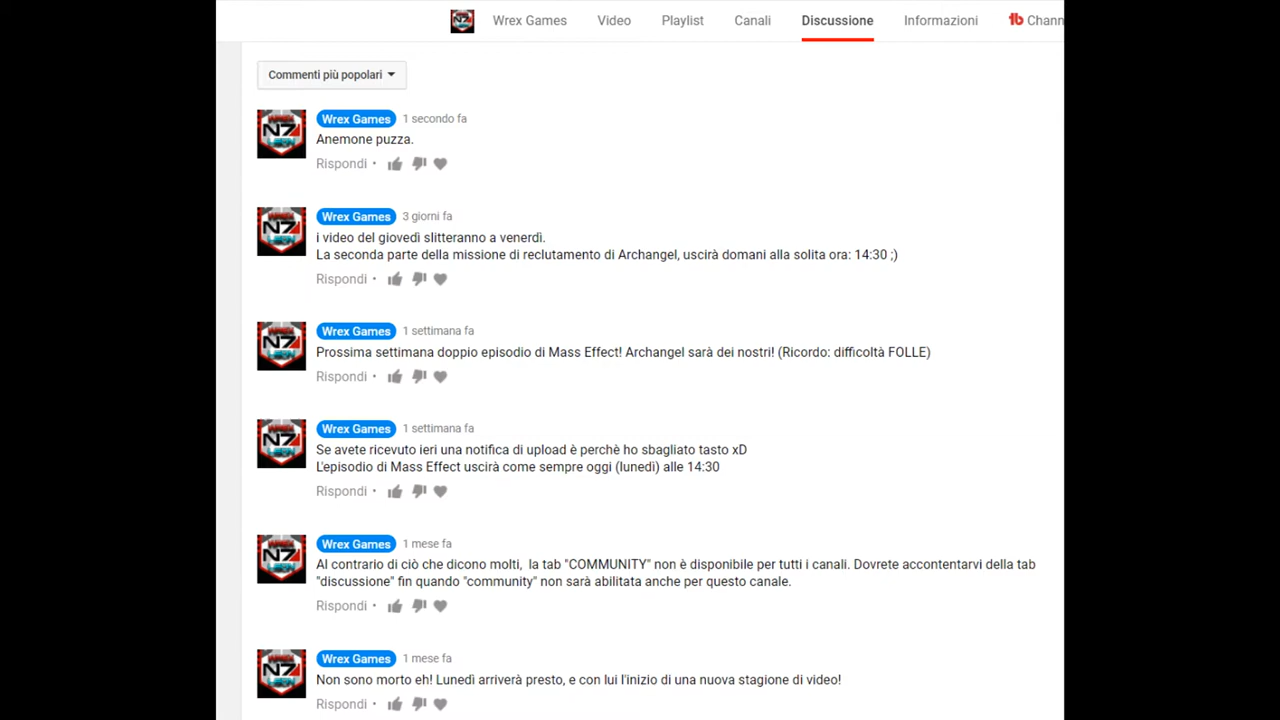 Wrex Games Video Playlist Canali Discussione Informazioni Chann
Commenti più popolari
Wrex Games 1 secondo fa
Anemone puzza.
Rispondi •
Wrex Games 3 giorni fa
i video del giovedì slitteranno a venerdì.
La seconda parte della missione di reclutamento di Archangel, uscirà domani alla solita ora: 14:30 ;)
Rispondi •
Wrex Games 1 settimana fa
Prossima settimana doppio episodio di Mass Effect! Archangel sarà dei nostri! (Ricordo: difficoltà FOLLE)
Rispondi •
Wrex Games 1 settimana fa
Se avete ricevuto ieri una notifica di upload è perchè ho sbagliato tasto xD
L'episodio di Mass Effect uscirà come sempre oggi (lunedì) alle 14:30
Rispondi •
Wrex Games 1 mese fa
Al contrario di ciò che dicono molti, la tab "COMMUNITY" non è disponibile per tutti i canali. Dovrete accontentarvi della tab
"discussione" fin quando "community" non sarà abilitata anche per questo canale.
Rispondi •
Wrex Games 1 mese fa
Non sono morto eh! Lunedì arriverà presto, e con lui l'inizio di una nuova stagione di video!
Rispondi •